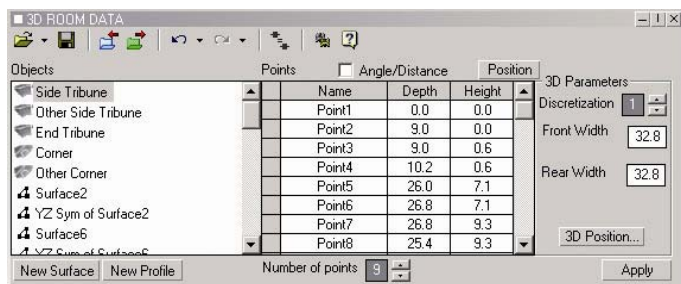 3D ROOM DATA
Objects
Points
Angle/Distance
Position
Side Tribune
Other Side Tribune
End Tribune
Corner
Other Corner
Surface2
YZ Sym of Surface2
Surface6
YZ Sym of Surface6
Name Depth Height
Point1 0.0 0.0
Point2 9.0 0.0
Point3 9.0 0.6
Point4 10.2 0.6
Point5 26.0 7.1
Point6 26.8 7.1
Point7 26.8 9.3
Point8 25.4 9.3
3D Parameters
Discretization 1
Front Width 32.8
Rear Width 32.8
3D Position...
New Surface New Profile Number of points 9 Apply